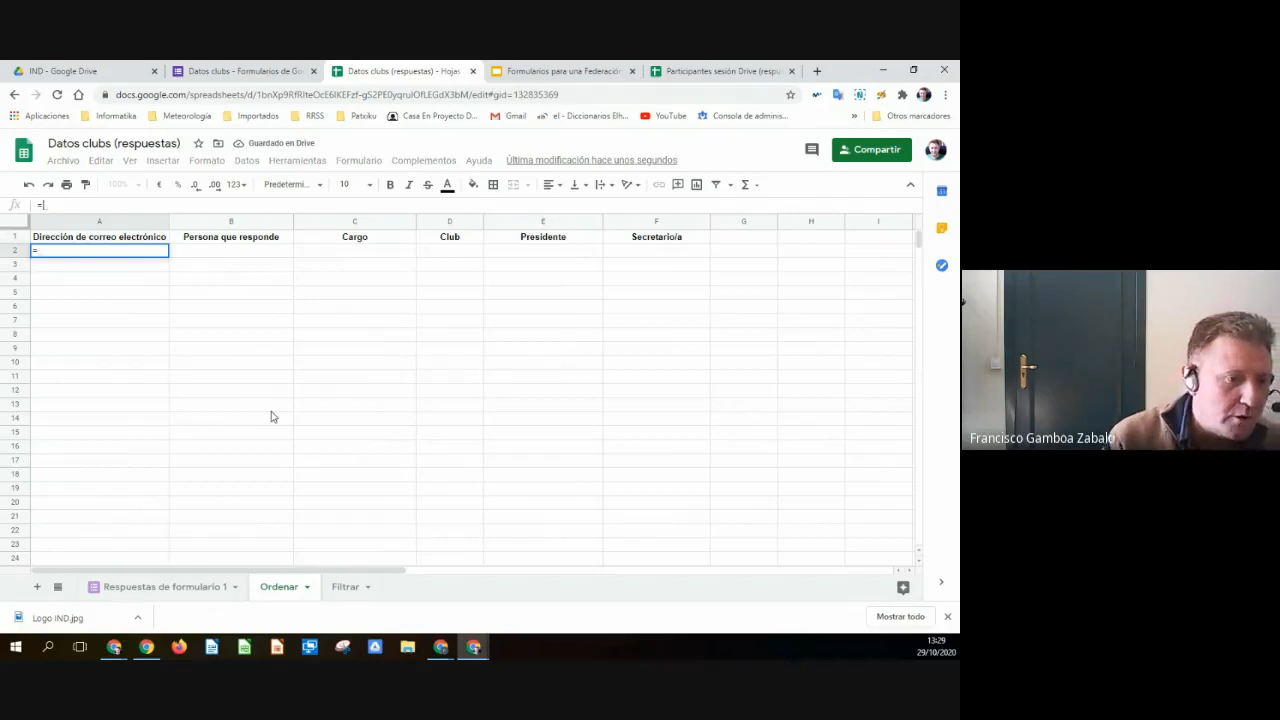 IND - Google Drive
Datos clubs - Formularios de Go
Datos clubs (respuestas) - Hojas
Formularios para una Federación
Participantes sesión Drive (respu
docs.google.com/spreadsheets/d/1bnXp9RfRIteOcE6IKEFzf-gS2PE0yqruIOfLEGdX3bM/edit#gid=132835369
Aplicaciones
Informatika
Meteorología
Importados
RRSS
Patxiku
Casa En Proyecto D...
Gmail
el - Diccionarios Elh...
YouTube
Consola de adminis...
Otros marcadores
Datos clubs (respuestas)
Guardado en Drive
Archivo Editar Ver Insertar Formato Datos Herramientas Formulario Complementos Ayuda Última modificación hace unos segundos
Compartir
100% € % .0 .00 123 Predetermi... 10 B I S A
fx =
A B C D E F G H I
1 Dirección de correo electrónico Persona que responde Cargo Club Presidente Secretario/a
2 =
3
4
5
6
7
8
9
10
11
12
13
14
15
16
17
18
19
20
21
22
23
24
Respuestas de formulario 1
Ordenar
Filtrar
Logo IND.jpg
Mostrar todo
13:29
29/10/2020
Francisco Gamboa Zabalo